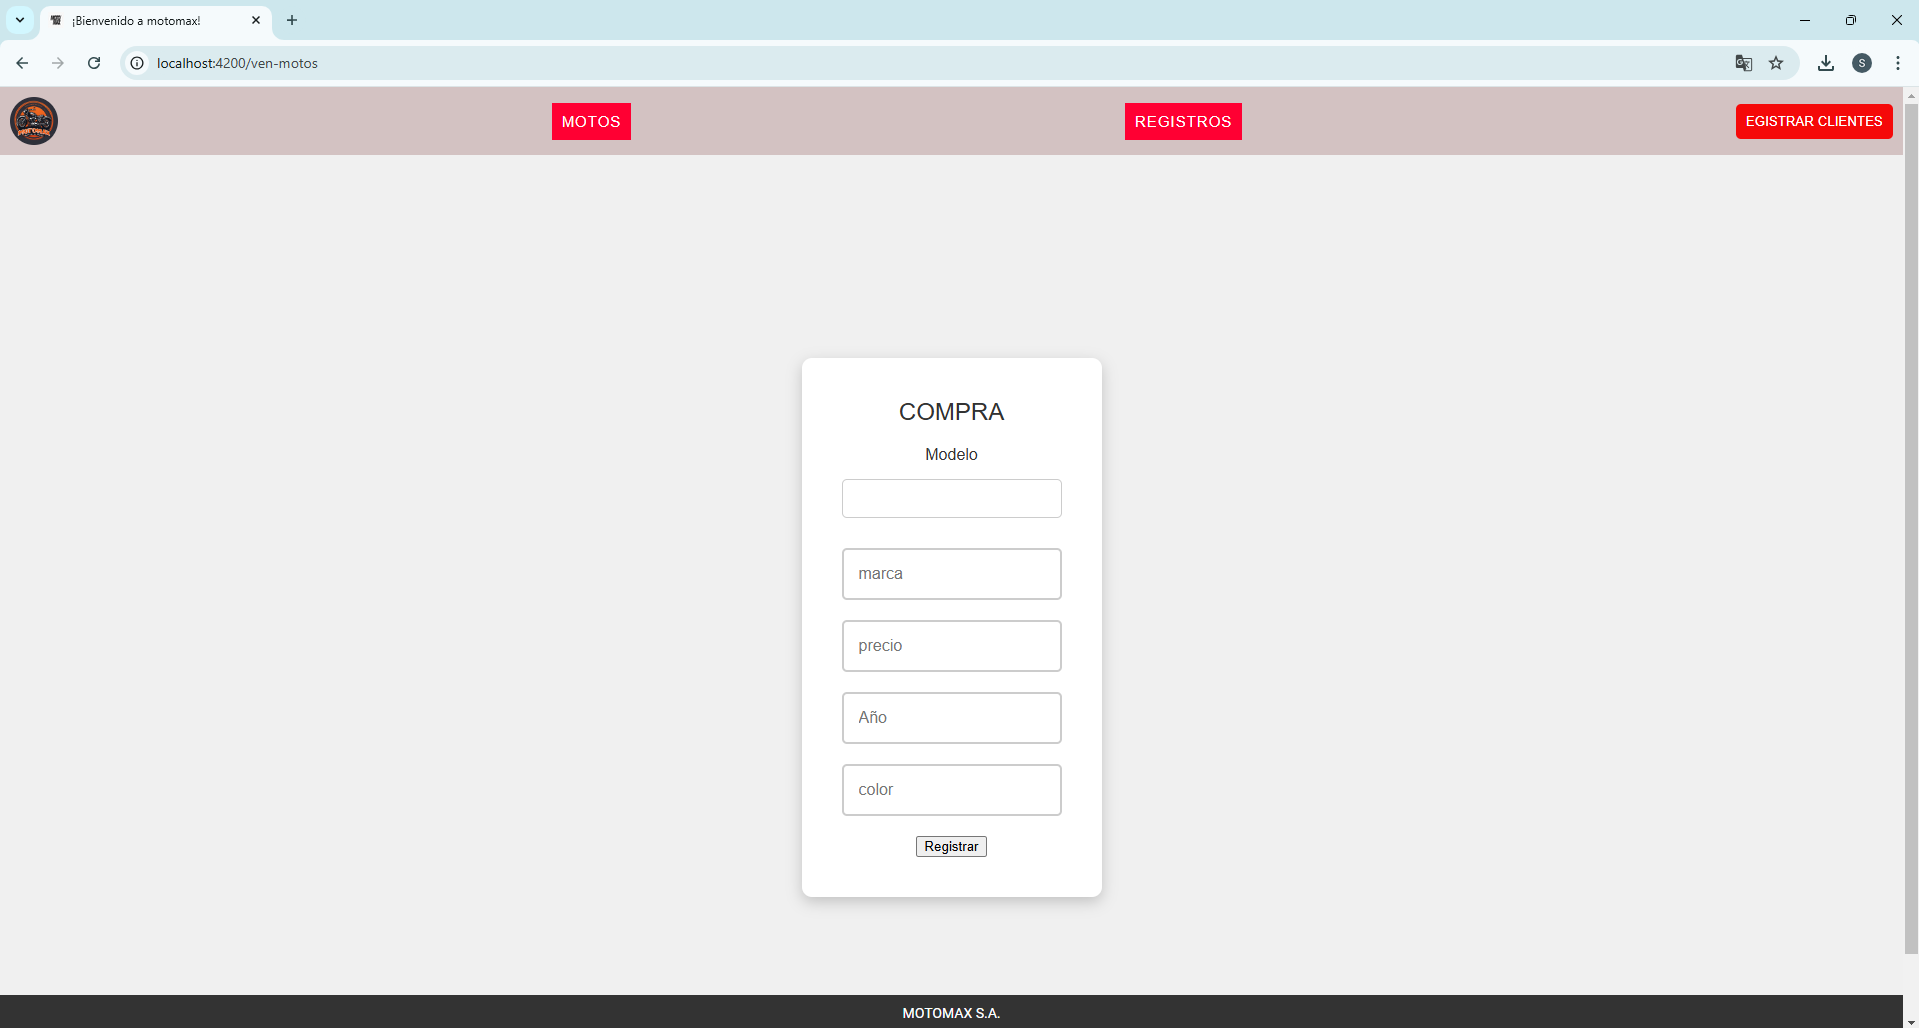 ¡Bienvenido a motomax!
localhost:4200/ven-motos
S
MOTOS
REGISTROS
EGISTRAR CLIENTES
COMPRA
Modelo
marca
precio
Año
color
Registrar
MOTOMAX S.A.